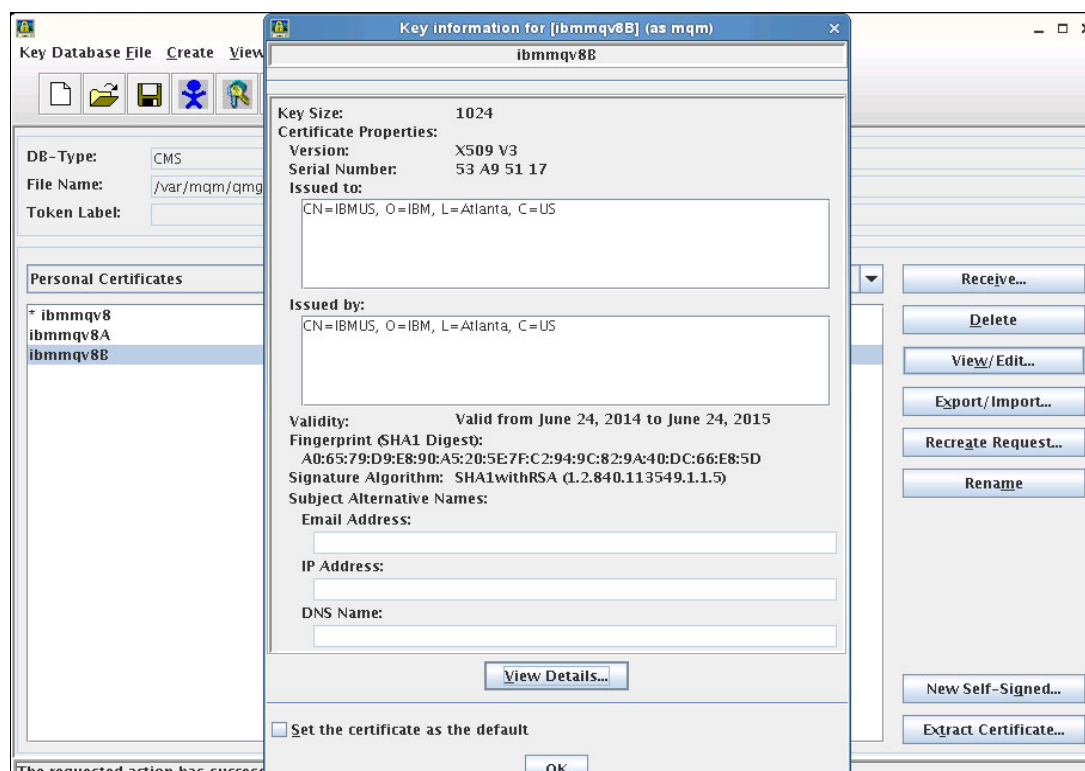 Key information for [ibmmqv8B] (as mqm)
Key Database File Create View
ibmmqv8B
DB-Type: CMS
File Name: /var/mqm/qmg
Token Label:
Personal Certificates
* ibmmqv8
ibmmqv8A
ibmmqv8B
Key Size: 1024
Certificate Properties:
Version: X509 V3
Serial Number: 53 A9 51 17
Issued to:
CN=IBMUS, O=IBM, L=Atlanta, C=US
Issued by:
CN=IBMUS, O=IBM, L=Atlanta, C=US
Validity: Valid from June 24, 2014 to June 24, 2015
Fingerprint (SHA1 Digest):
A0:65:79:D9:E8:90:A5:20:5E:7F:C2:94:9C:82:9A:40:DC:66:E8:5D
Signature Algorithm: SHA1withRSA (1.2.840.113549.1.1.5)
Subject Alternative Names:
Email Address:
IP Address:
DNS Name:
View Details...
Set the certificate as the default
OK
Receive...
Delete
View/Edit...
Export/Import...
Recreate Request...
Rename
New Self-Signed...
Extract Certificate...
The requested action has succes